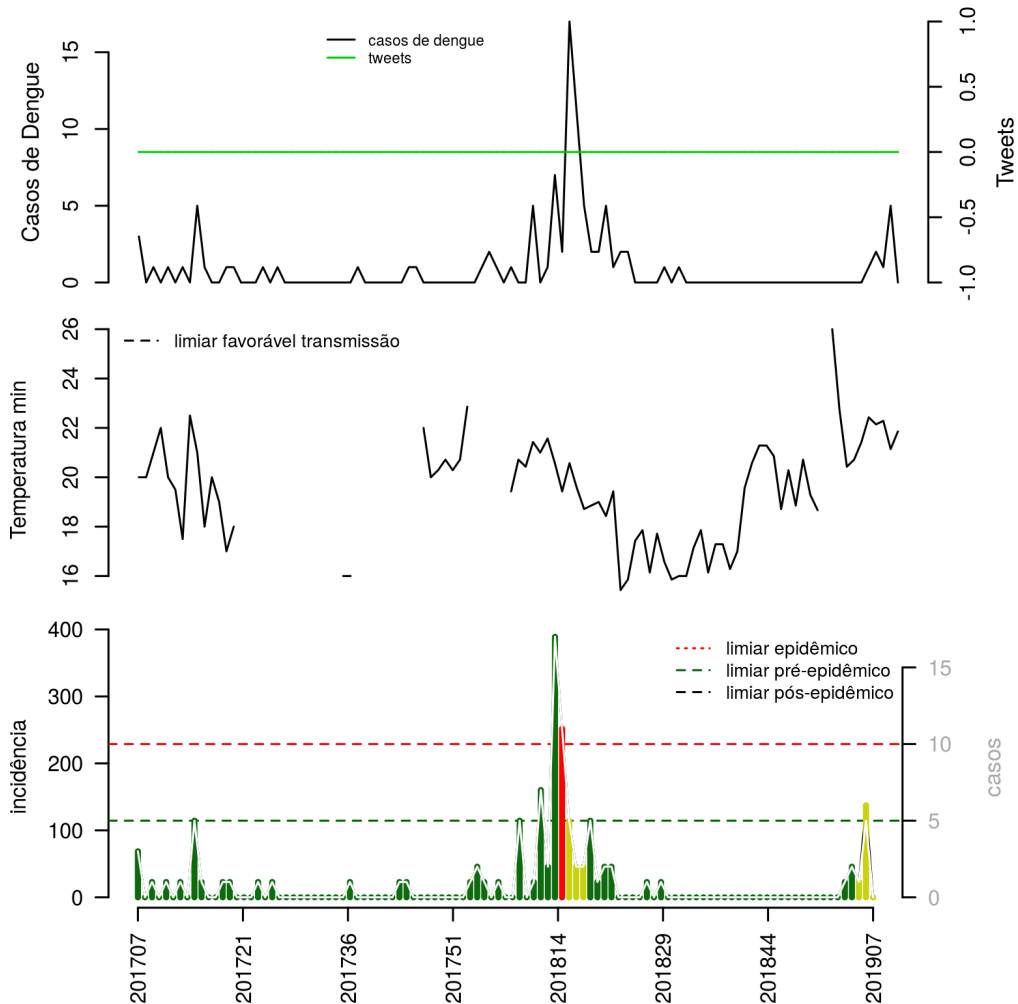 casos de dengue
tweets
Casos de Dengue
0
5
10
15
Tweets
-1.0
-0.5
0.0
0.5
1.0
limiar favorável transmissão
Temperatura min
16
18
20
22
24
26
limiar epidêmico
limiar pré-epidêmico
limiar pós-epidêmico
incidência
0
100
200
300
400
casos
0
5
10
15
201707
201721
201736
201751
201814
201829
201844
201907